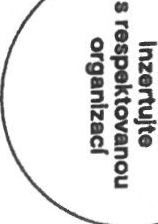 Inzertujte
s respektovanou
organizací